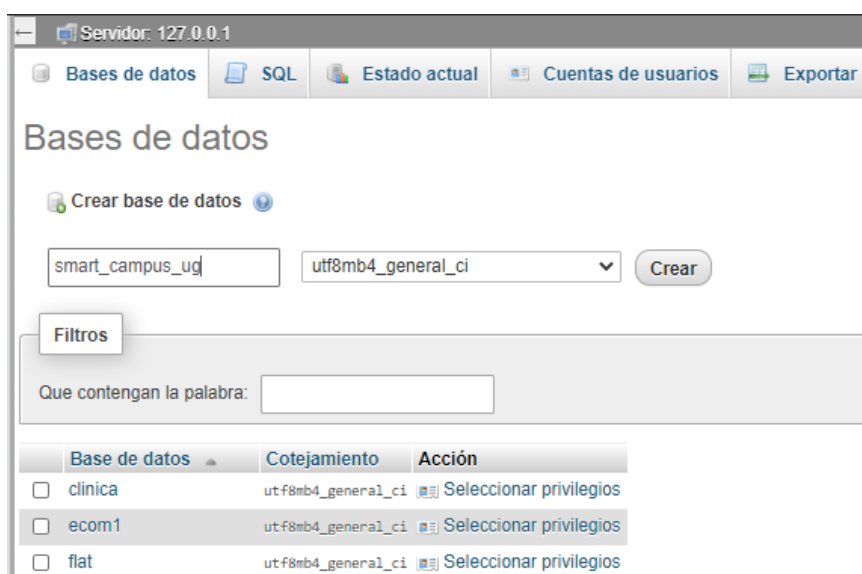 Servidor: 127.0.0.1
Bases de datos SQL Estado actual Cuentas de usuarios Exportar
Bases de datos
Crear base de datos
smart_campus_ug utf8mb4_general_ci Crear
Filtros
Que contengan la palabra:
Base de datos Cotejamiento Acción
clinica utf8mb4_general_ci Seleccionar privilegios
ecom1 utf8mb4_general_ci Seleccionar privilegios
flat utf8mb4_general_ci Seleccionar privilegios